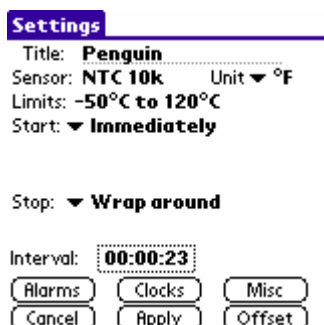 Settings
Title: Penguin
Sensor: NTC 10k Unit °F
Limits: -50°C to 120°C
Start: Immediately
Stop: Wrap around
Interval: 00:00:23
Alarms Clocks Misc
Cancel Apply Offset